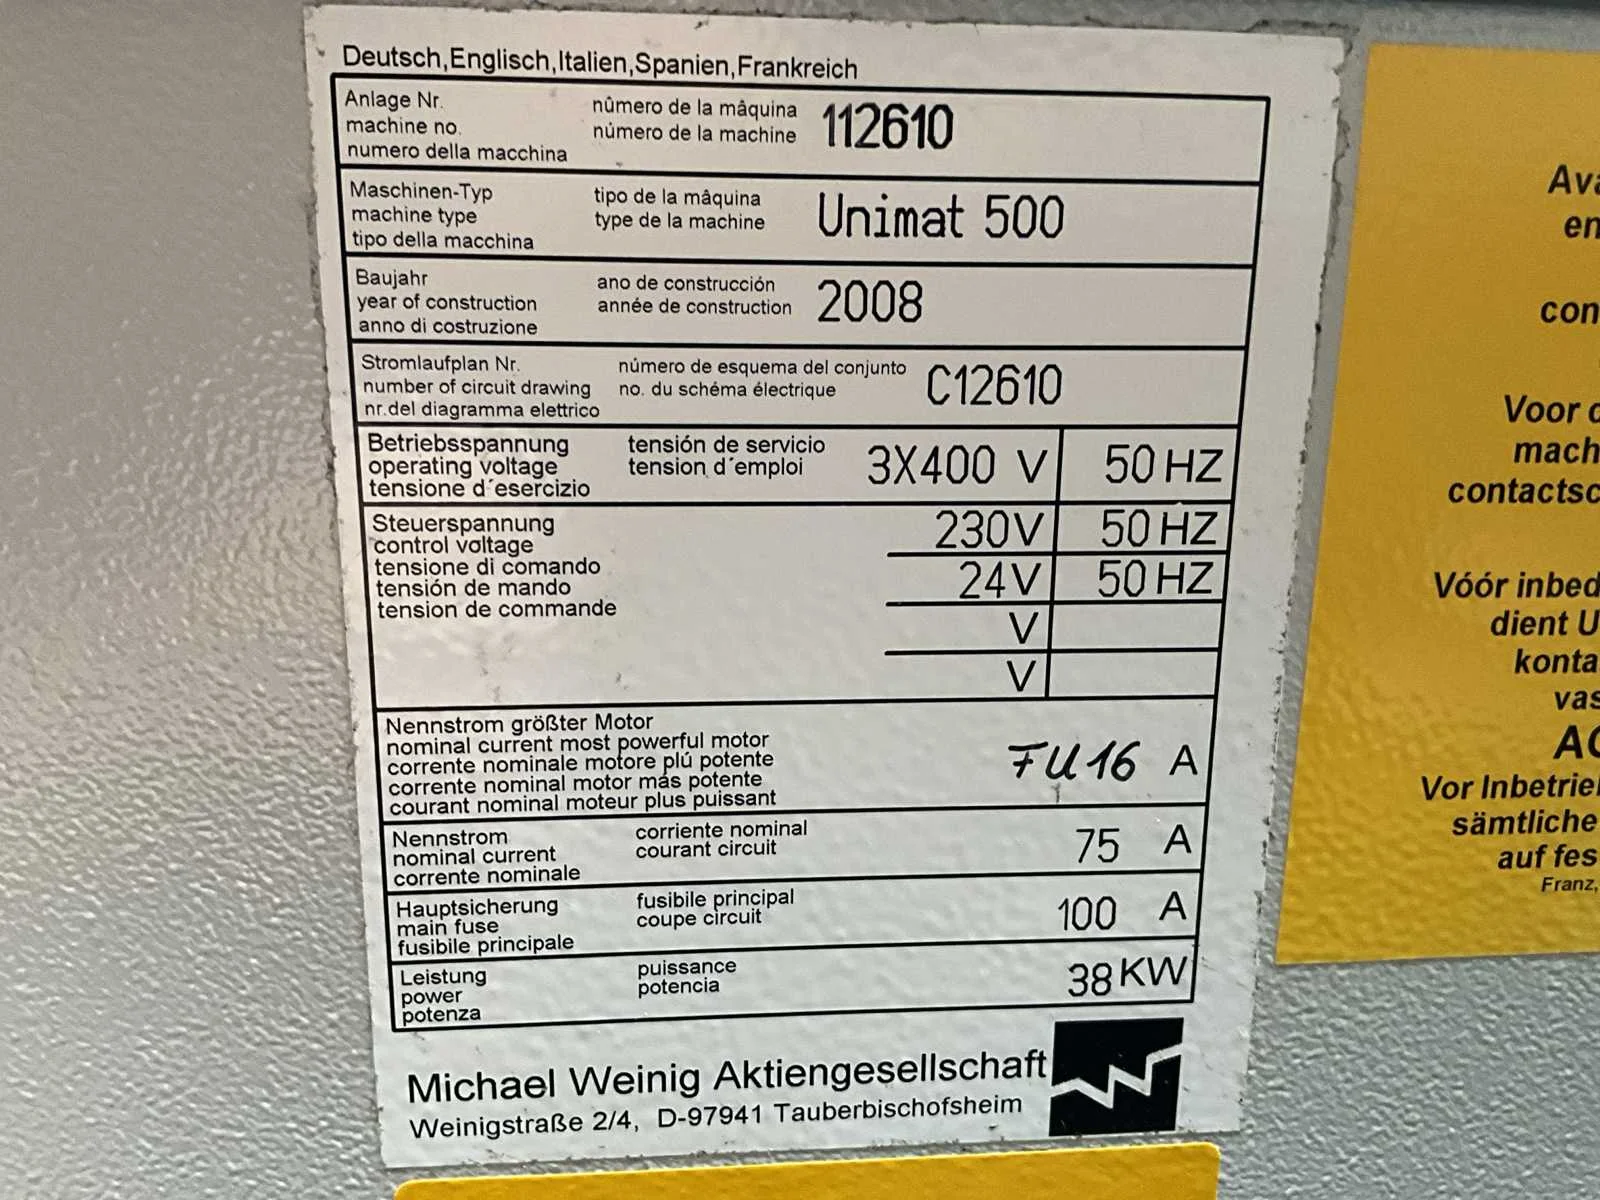 Deutsch,Englisch,Italien,Spanien,Frankreich
Anlage Nr.
machine no.
numero della macchina
nûmero de la mâquina
nùmero de la machine
112610
Maschinen-Typ
machine type
tipo della macchina
tipo de la mâquina
type de la machine
Unimat 500
Baujahr
year of construction
anno di costruzione
ano de construcción
année de construction
2008
Stromlaufplan Nr.
number of circuit drawing
nr.del diagramma elettrico
número de esquema del conjunto
no. du schéma électrique
C12610
Betriebsspannung
operating voltage
tensione d´esercizio
tensión de servicio
tension d´emploi
3X400 V
50 HZ
Steuerspannung
control voltage
tensione di comando
tensión de mando
tension de commande
230V 50 HZ
24V 50 HZ
V
V
Nennstrom größter Motor
nominal current most powerful motor
corrente nominale motore plú potente
corrente nominal motor más potente
courant nominal moteur plus puissant
FU16 A
Nennstrom
nominal current
corrente nominale
corriente nominal
courant circuit
75 A
Hauptsicherung
main fuse
fusibile principale
fusibile principal
coupe circuit
100 A
Leistung
power
potenza
puissance
potencia
38 KW
Michael Weinig Aktiengesellschaft
Weinigstraße 2/4, D-97941 Tauberbischofsheim
en
con
Voor
mach
Vóór
dient
vas
Vor
sämtliche
auf fes
Franz,